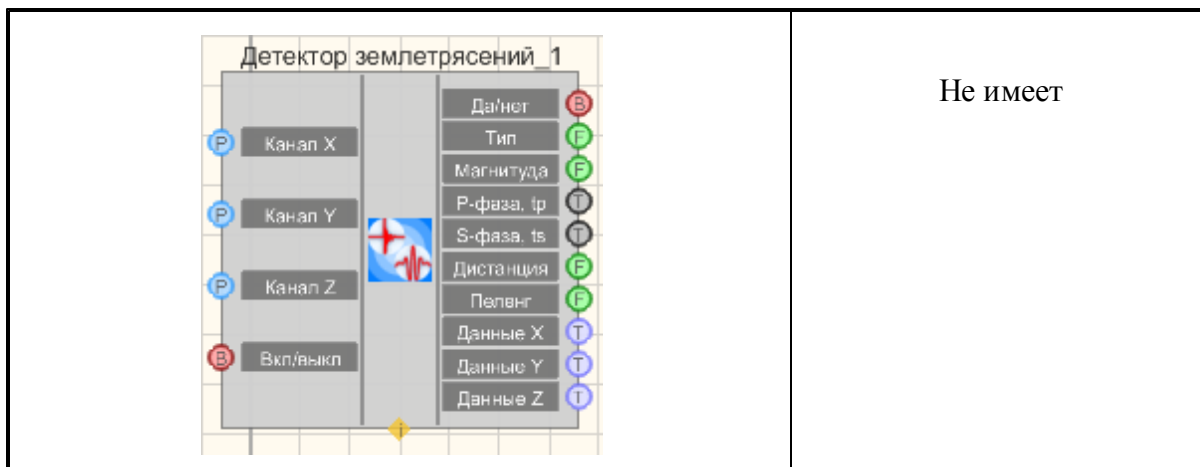 Детектор землетрясений_1
Не имеет
Канал X
Канал Y
Канал Z
Вкл/выкл
Да/нет
Тип
Магнитуда
P-фаза, tp
S-фаза, ts
Дистанция
Пеленг
Данные X
Данные Y
Данные Z
P
P
P
B
B
F
F
T
T
F
F
T
T
T
i